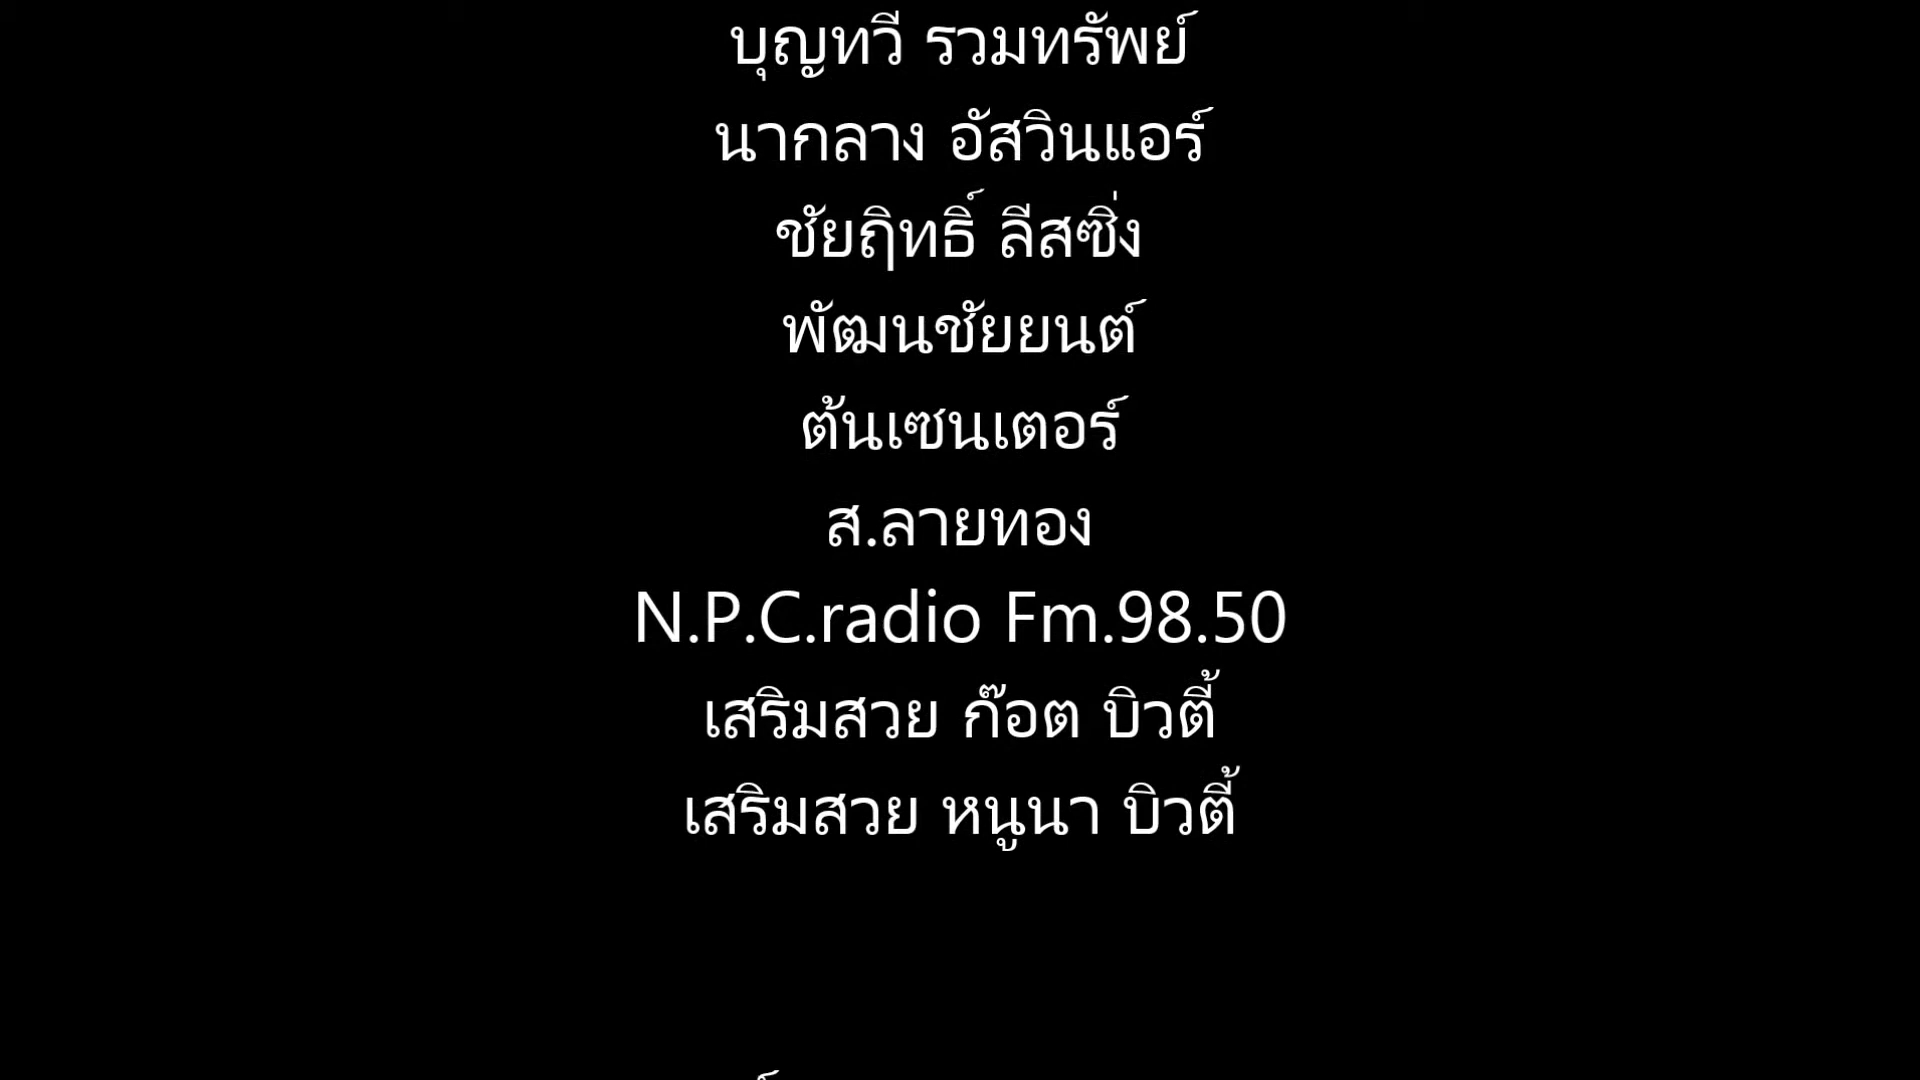 บุญทวี รวมทรัพย์
นากลาง อัสวินแอร์
ชัยฤิทธิ์ ลีสซิ่ง
พัฒนชัยยนต์
ต้นเซนเตอร์
ส.ลายทอง
N.P.C.radio Fm.98.50
เสริมสวย ก๊อต บิวตี้
เสริมสวย หนูนา บิวตี้